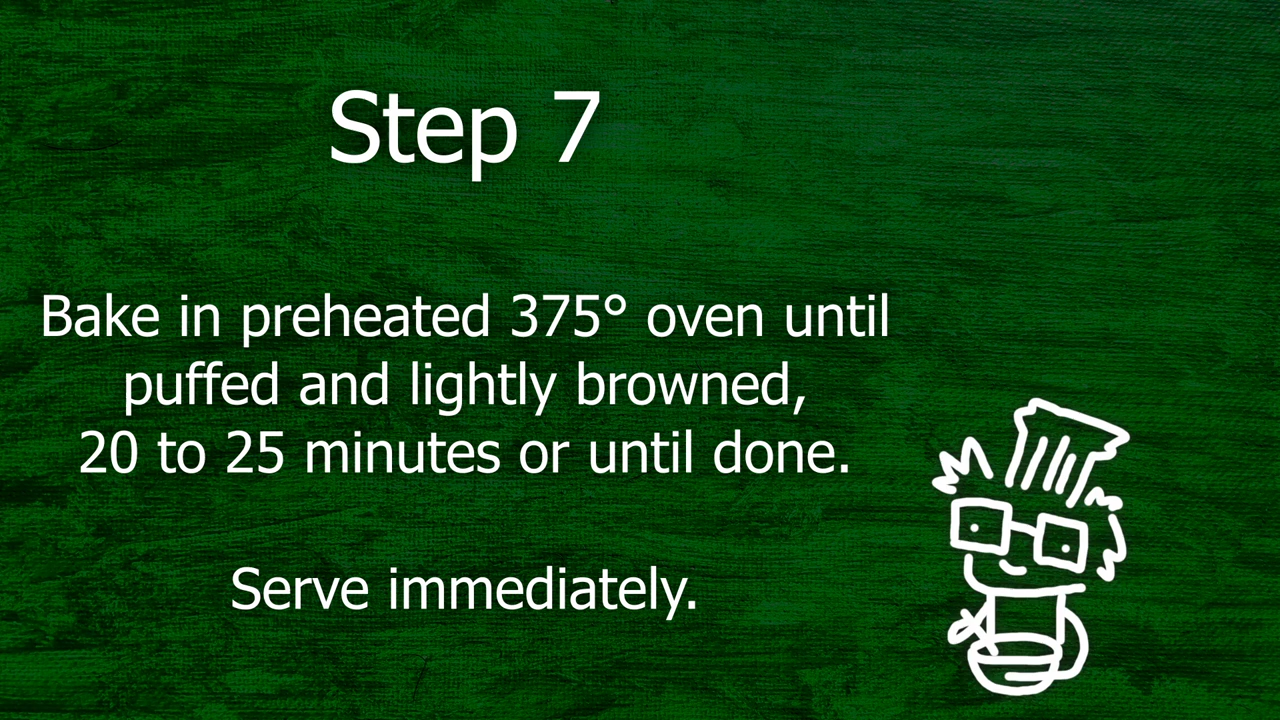 Step 7
Bake in preheated 375° oven until
puffed and lightly browned,
20 to 25 minutes or until done.
Serve immediately.